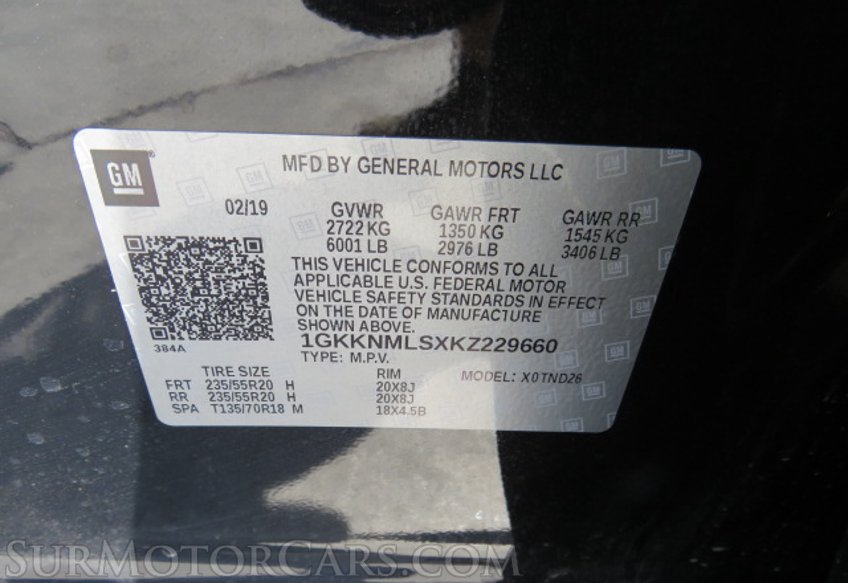 GM
MFD BY GENERAL MOTORS LLC
02/19
GVWR GAWR FRT GAWR RR
2722 KG 1350 KG 1545 KG
6001 LB 2976 LB 3406 LB
THIS VEHICLE CONFORMS TO ALL
APPLICABLE U.S. FEDERAL MOTOR
VEHICLE SAFETY STANDARDS IN EFFECT
ON THE DATE OF MANUFACTURE
SHOWN ABOVE.
384A
1GKKNMLSXKZ229660
TYPE: M.P.V.
MODEL: X0TND26
TIRE SIZE RIM
FRT 235/55R20 H 20X8J
RR 235/55R20 H 20X8J
SPA T135/70R18 M 18X4.5B
SurMotorCars.com